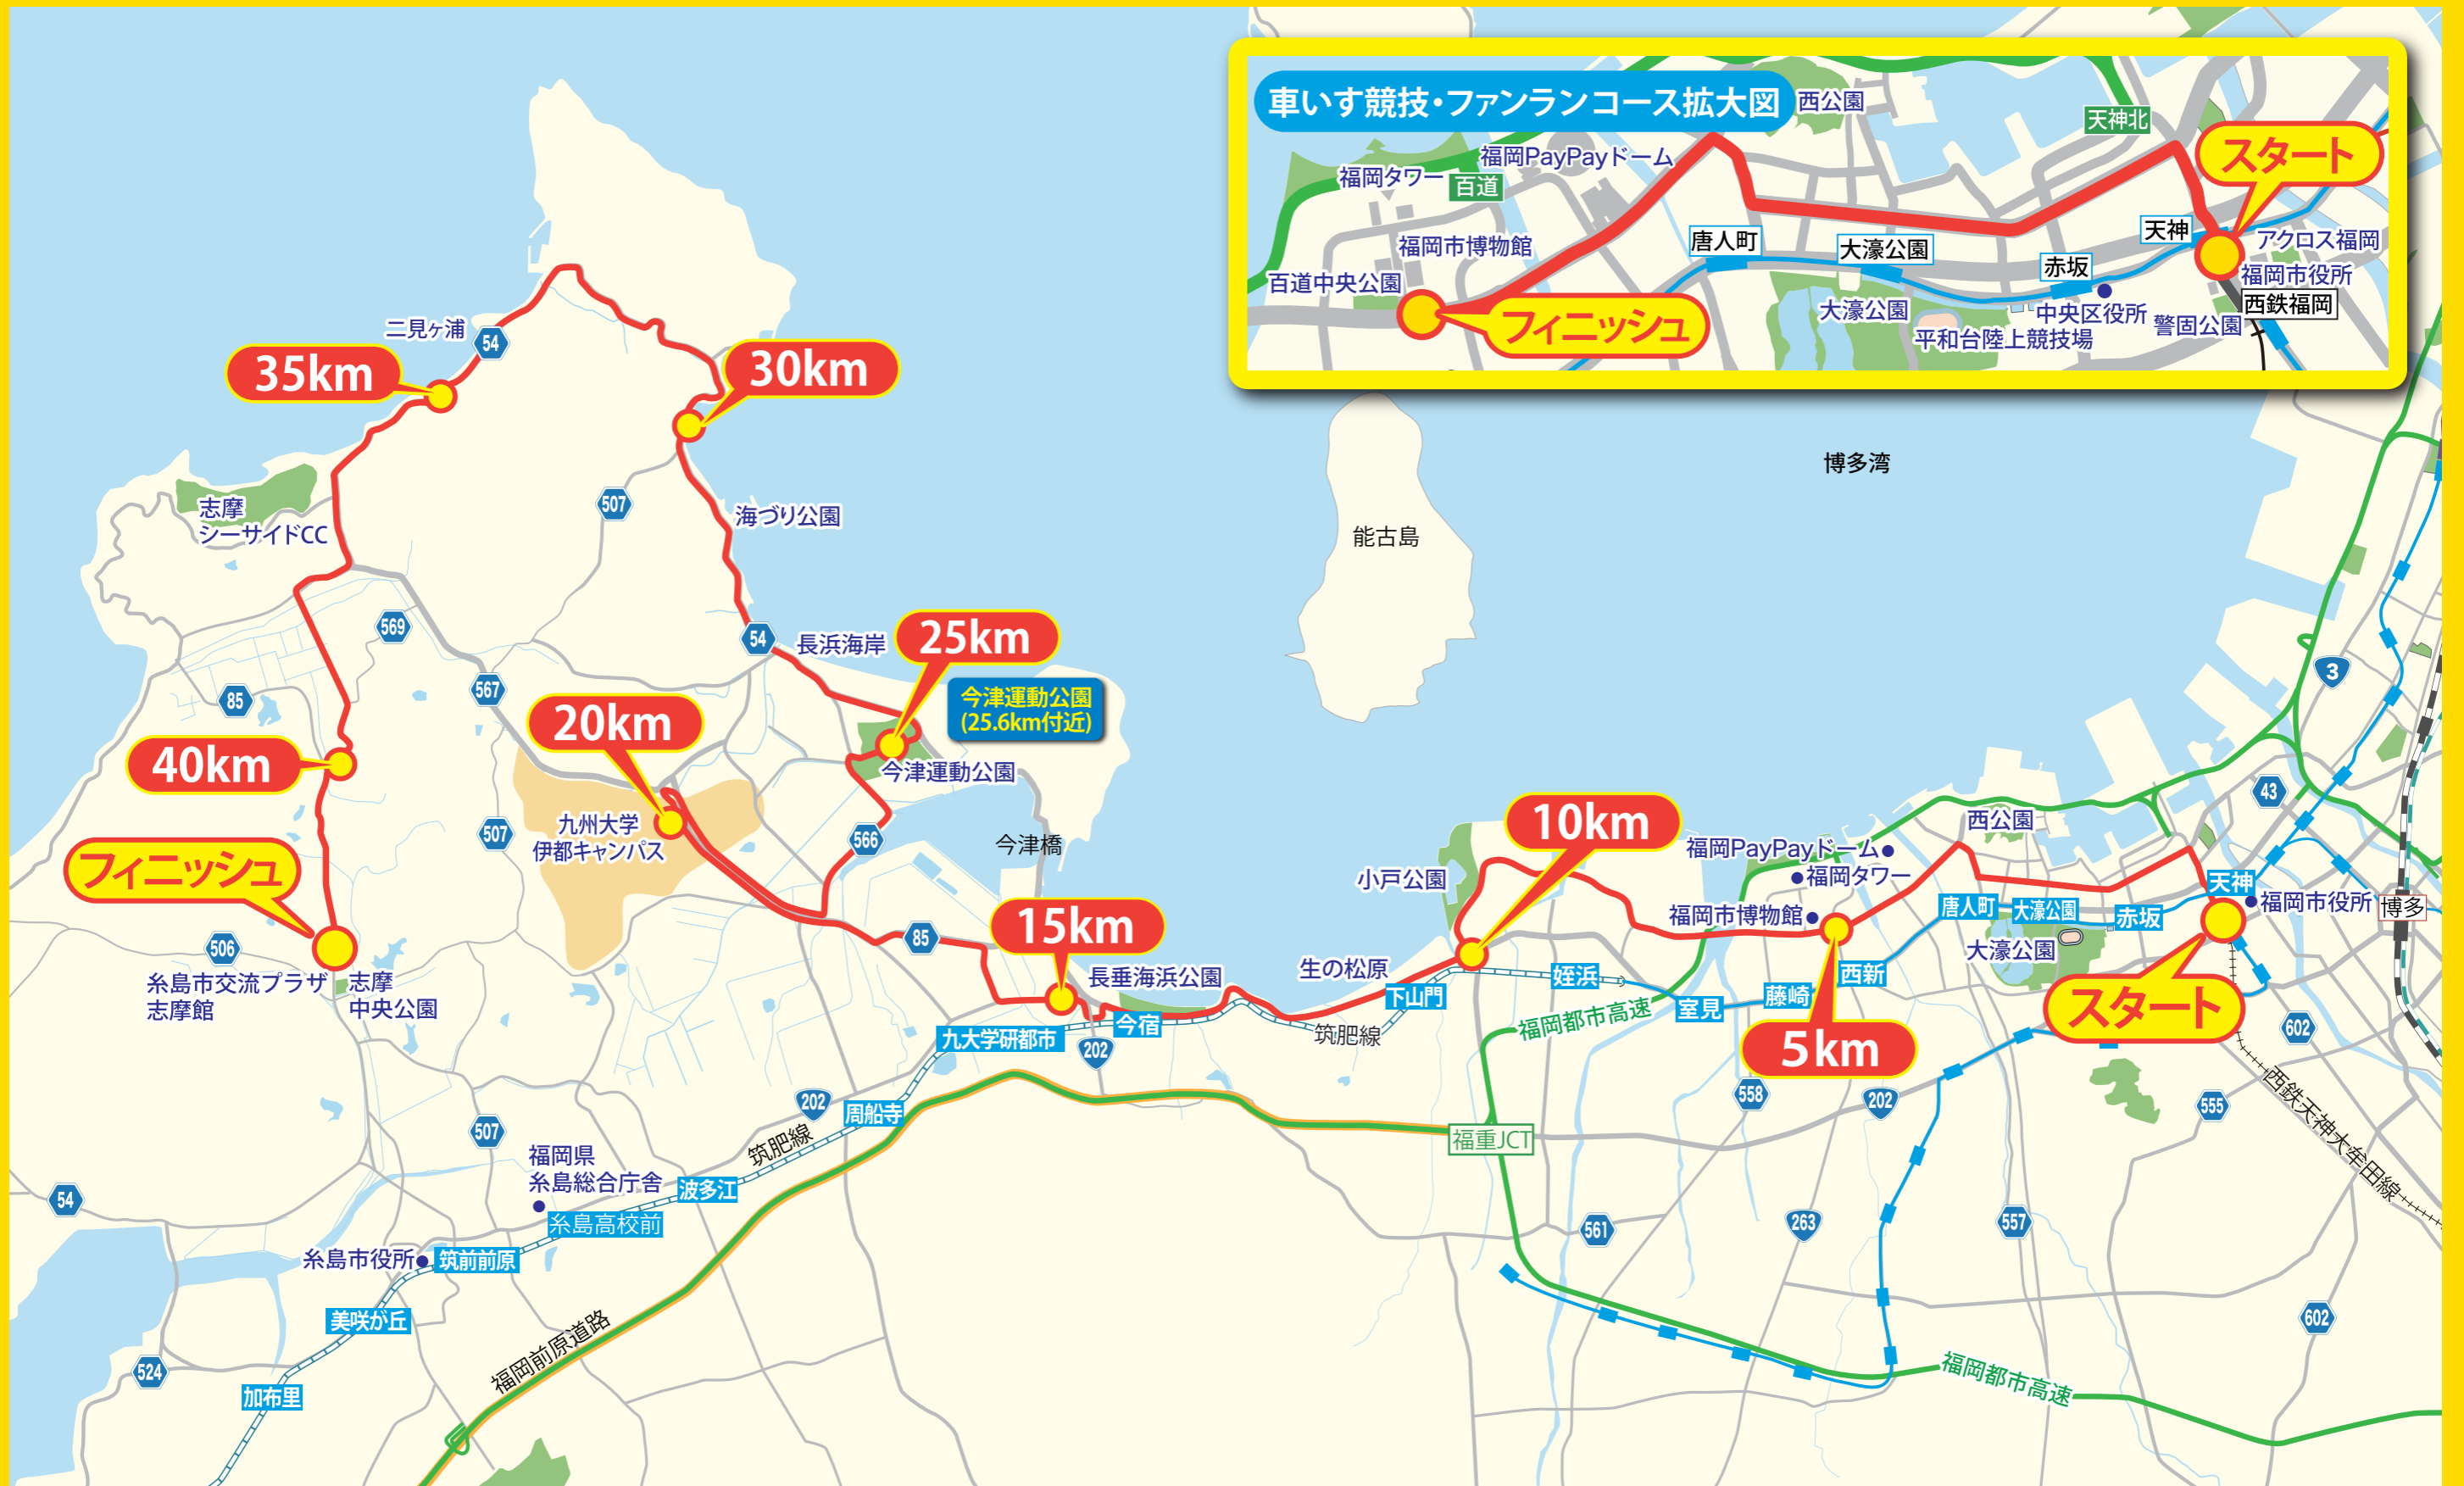 車いす競技・ファンラン コース拡大図
西公園
天神北
スタート
福岡PayPayドーム
福岡タワー
百道
天神
アクロス福岡
唐人町
大濠公園
福岡市博物館
赤坂
福岡市役所
百道中央公園
西鉄福岡
大濠公園
中央区役所
警固公園
フィニッシュ
平和台陸上競技場
二見ヶ浦
54
35km
30km
博多湾
志摩
シーサイドCC
507
海づり公園
能古島
569
54
長浜海岸
25km
3
85
567
今津運動公園
(25.6km付近)
20km
40km
今津運動公園
43
10km
西公園
507
九州大学
伊都キャンパス
566
今津橋
福岡PayPayドーム
福岡タワー
フィニッシュ
小戸公園
天神
福岡市役所
博多
唐人町
大濠公園
赤坂
福岡市博物館
15km
85
506
大濠公園
糸島市交流プラザ
志摩館
志摩
中央公園
長垂海浜公園
生の松原
姪浜
西新
下山門
藤崎
室見
スタート
福岡都市高速
今宿
九大学研都市
筑肥線
602
202
5km
202
周船寺
558
202
555
507
筑肥線
福重JCT
西鉄天神大牟田線
福岡県
糸島総合庁舎
波多江
54
糸島高校前
561
263
557
糸島市役所
筑前前原
美咲が丘
602
福岡前原道路
524
福岡都市高速
加布里